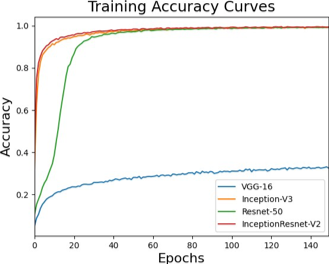 Training Accuracy Curves
1.0
0.8
0.6
0.4
0.2
Accuracy
0 20 40 60 80 100 120 140
Epochs
VGG-16
Inception-V3
Resnet-50
InceptionResnet-V2